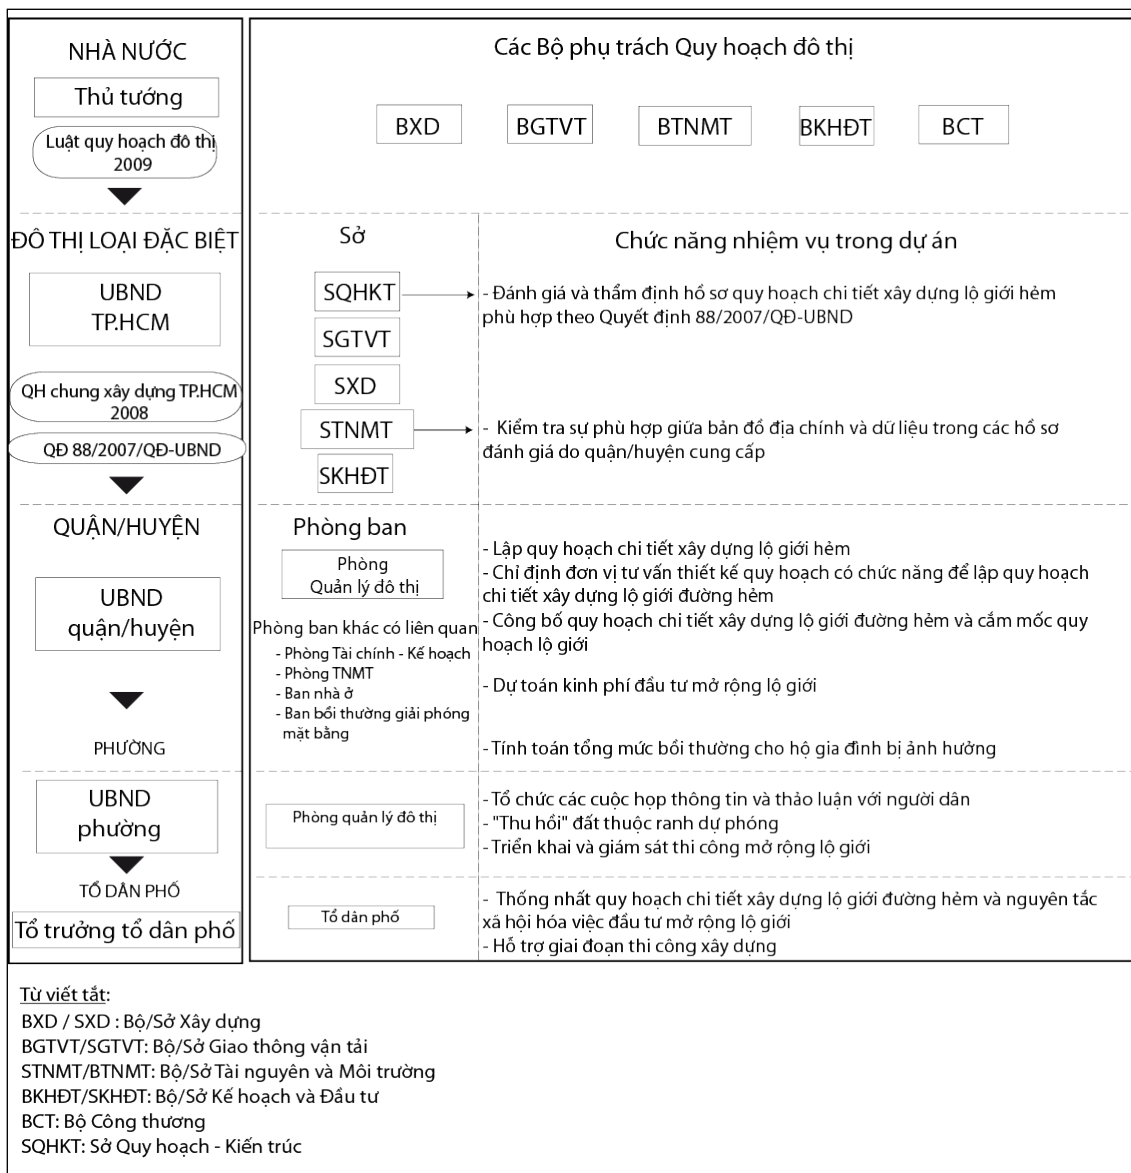 NHÀ NƯỚC
Thủ tướng
Luật quy hoạch đô thị
2009
Các Bộ phụ trách Quy hoạch đô thị
BXD
BGTVT
BTNMT
BKHĐT
BCT
ĐÔ THỊ LOẠI ĐẶC BIỆT
UBND
TP.HCM
QH chung xây dựng TP.HCM
2008
QĐ 88/2007/QĐ-UBND
Sở
Chức năng nhiệm vụ trong dự án
SQHKT
- Đánh giá và thẩm định hồ sơ quy hoạch chi tiết xây dựng lộ giới hẻm
phù hợp theo Quyết định 88/2007/QĐ-UBND
SGTVT
SXD
STNMT
- Kiểm tra sự phù hợp giữa bản đồ địa chính và dữ liệu trong các hồ sơ
đánh giá do quận/huyện cung cấp
SKHĐT
QUẬN/HUYỆN
UBND
quận/huyện
Phòng ban
Phòng
Quản lý đô thị
Phòng ban khác có liên quan
- Phòng Tài chính - Kế hoạch
- Phòng TNMT
- Ban nhà ở
- Ban bồi thường giải phóng
mặt bằng
- Lập quy hoạch chi tiết xây dựng lộ giới hẻm
- Chỉ định đơn vị tư vấn thiết kế quy hoạch có chức năng để lập quy hoạch
chi tiết xây dựng lộ giới đường hẻm
- Công bố quy hoạch chi tiết xây dựng lộ giới đường hẻm và cắm mốc quy
hoạch lộ giới
- Dự toán kinh phí đầu tư mở rộng lộ giới
- Tính toán tổng mức bồi thường cho hộ gia đình bị ảnh hưởng
PHƯỜNG
UBND
phường
Phòng quản lý đô thị
- Tổ chức các cuộc họp thông tin và thảo luận với người dân
- "Thu hồi" đất thuộc ranh dự phóng
- Triển khai và giám sát thi công mở rộng lộ giới
TỔ DÂN PHỐ
Tổ trưởng tổ dân phố
Tổ dân phố
- Thống nhất quy hoạch chi tiết xây dựng lộ giới đường hẻm và nguyên tắc
xã hội hóa việc đầu tư mở rộng lộ giới
- Hỗ trợ giai đoạn thi công xây dựng
Từ viết tắt:
BXD / SXD : Bộ/Sở Xây dựng
BGTVT/SGTVT: Bộ/Sở Giao thông vận tải
STNMT/BTNMT: Bộ/Sở Tài nguyên và Môi trường
BKHĐT/SKHĐT: Bộ/Sở Kế hoạch và Đầu tư
BCT: Bộ Công thương
SQHKT: Sở Quy hoạch - Kiến trúc